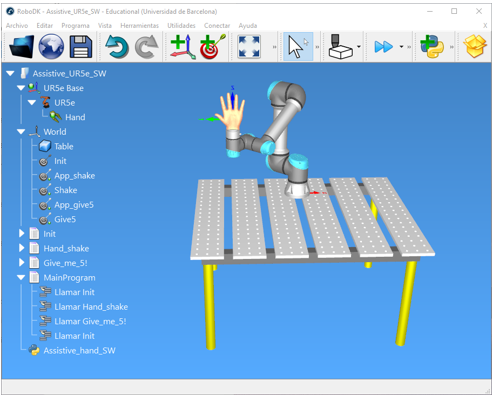 RoboDK - Assistive_UR5e_SW - Educational (Universidad de Barcelona)
Archivo Editar Programa Vista Herramientas Utilidades Conectar Ayuda
Assistive_UR5e_SW
UR5e Base
UR5e
Hand
World
Table
Init
App_shake
Shake
App_give5
Give5
Init
Hand_shake
Give_me_5!
MainProgram
Llamar Init
Llamar Hand_shake
Llamar Give_me_5!
Llamar Init
Assistive_hand_SW